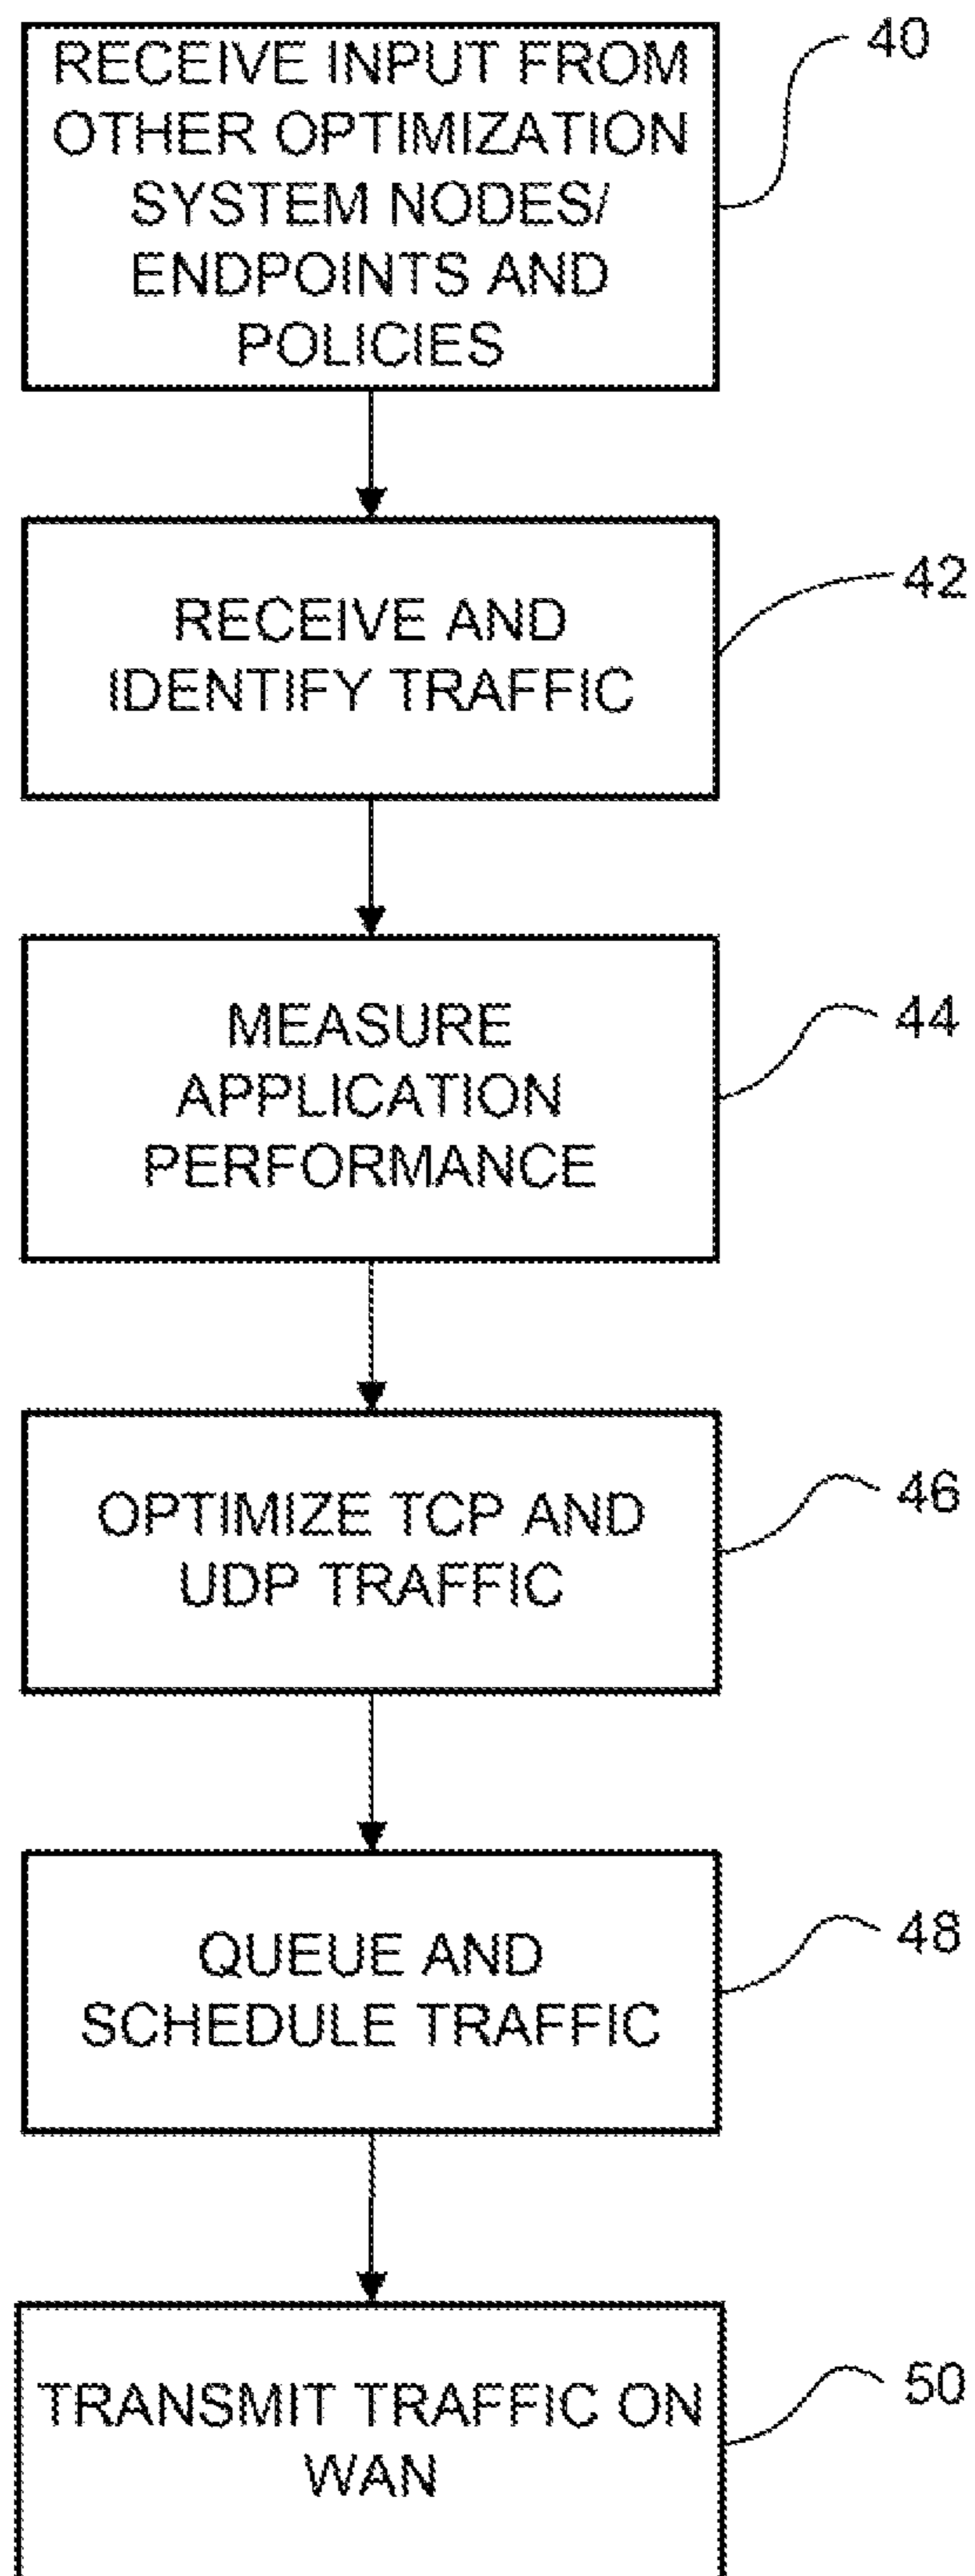 RECEIVE INPUT FROM
OTHER OPTIMIZATION
SYSTEM NODES/
ENDPOINTS AND
POLICIES
40
RECEIVE AND
IDENTIFY TRAFFIC
42
MEASURE
APPLICATION
PERFORMANCE
44
OPTIMIZE TCP AND
UDP TRAFFIC
46
QUEUE AND
SCHEDULE TRAFFIC
48
TRANSMIT TRAFFIC ON
WAN
50